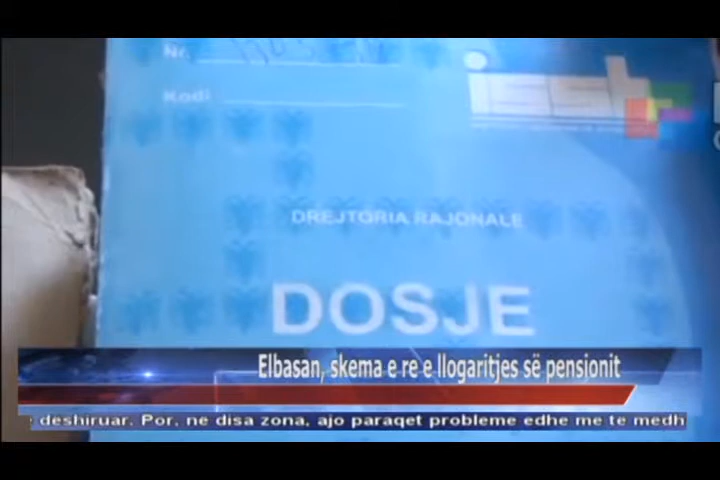 Nr.
Kodi
DREJTORIA RAJONALE
DOSJE
Elbasan, skema e re e llogaritjes së pensionit
dëshiruar. Por, ne disa zona, ajo paraqet probleme edhe me te medh